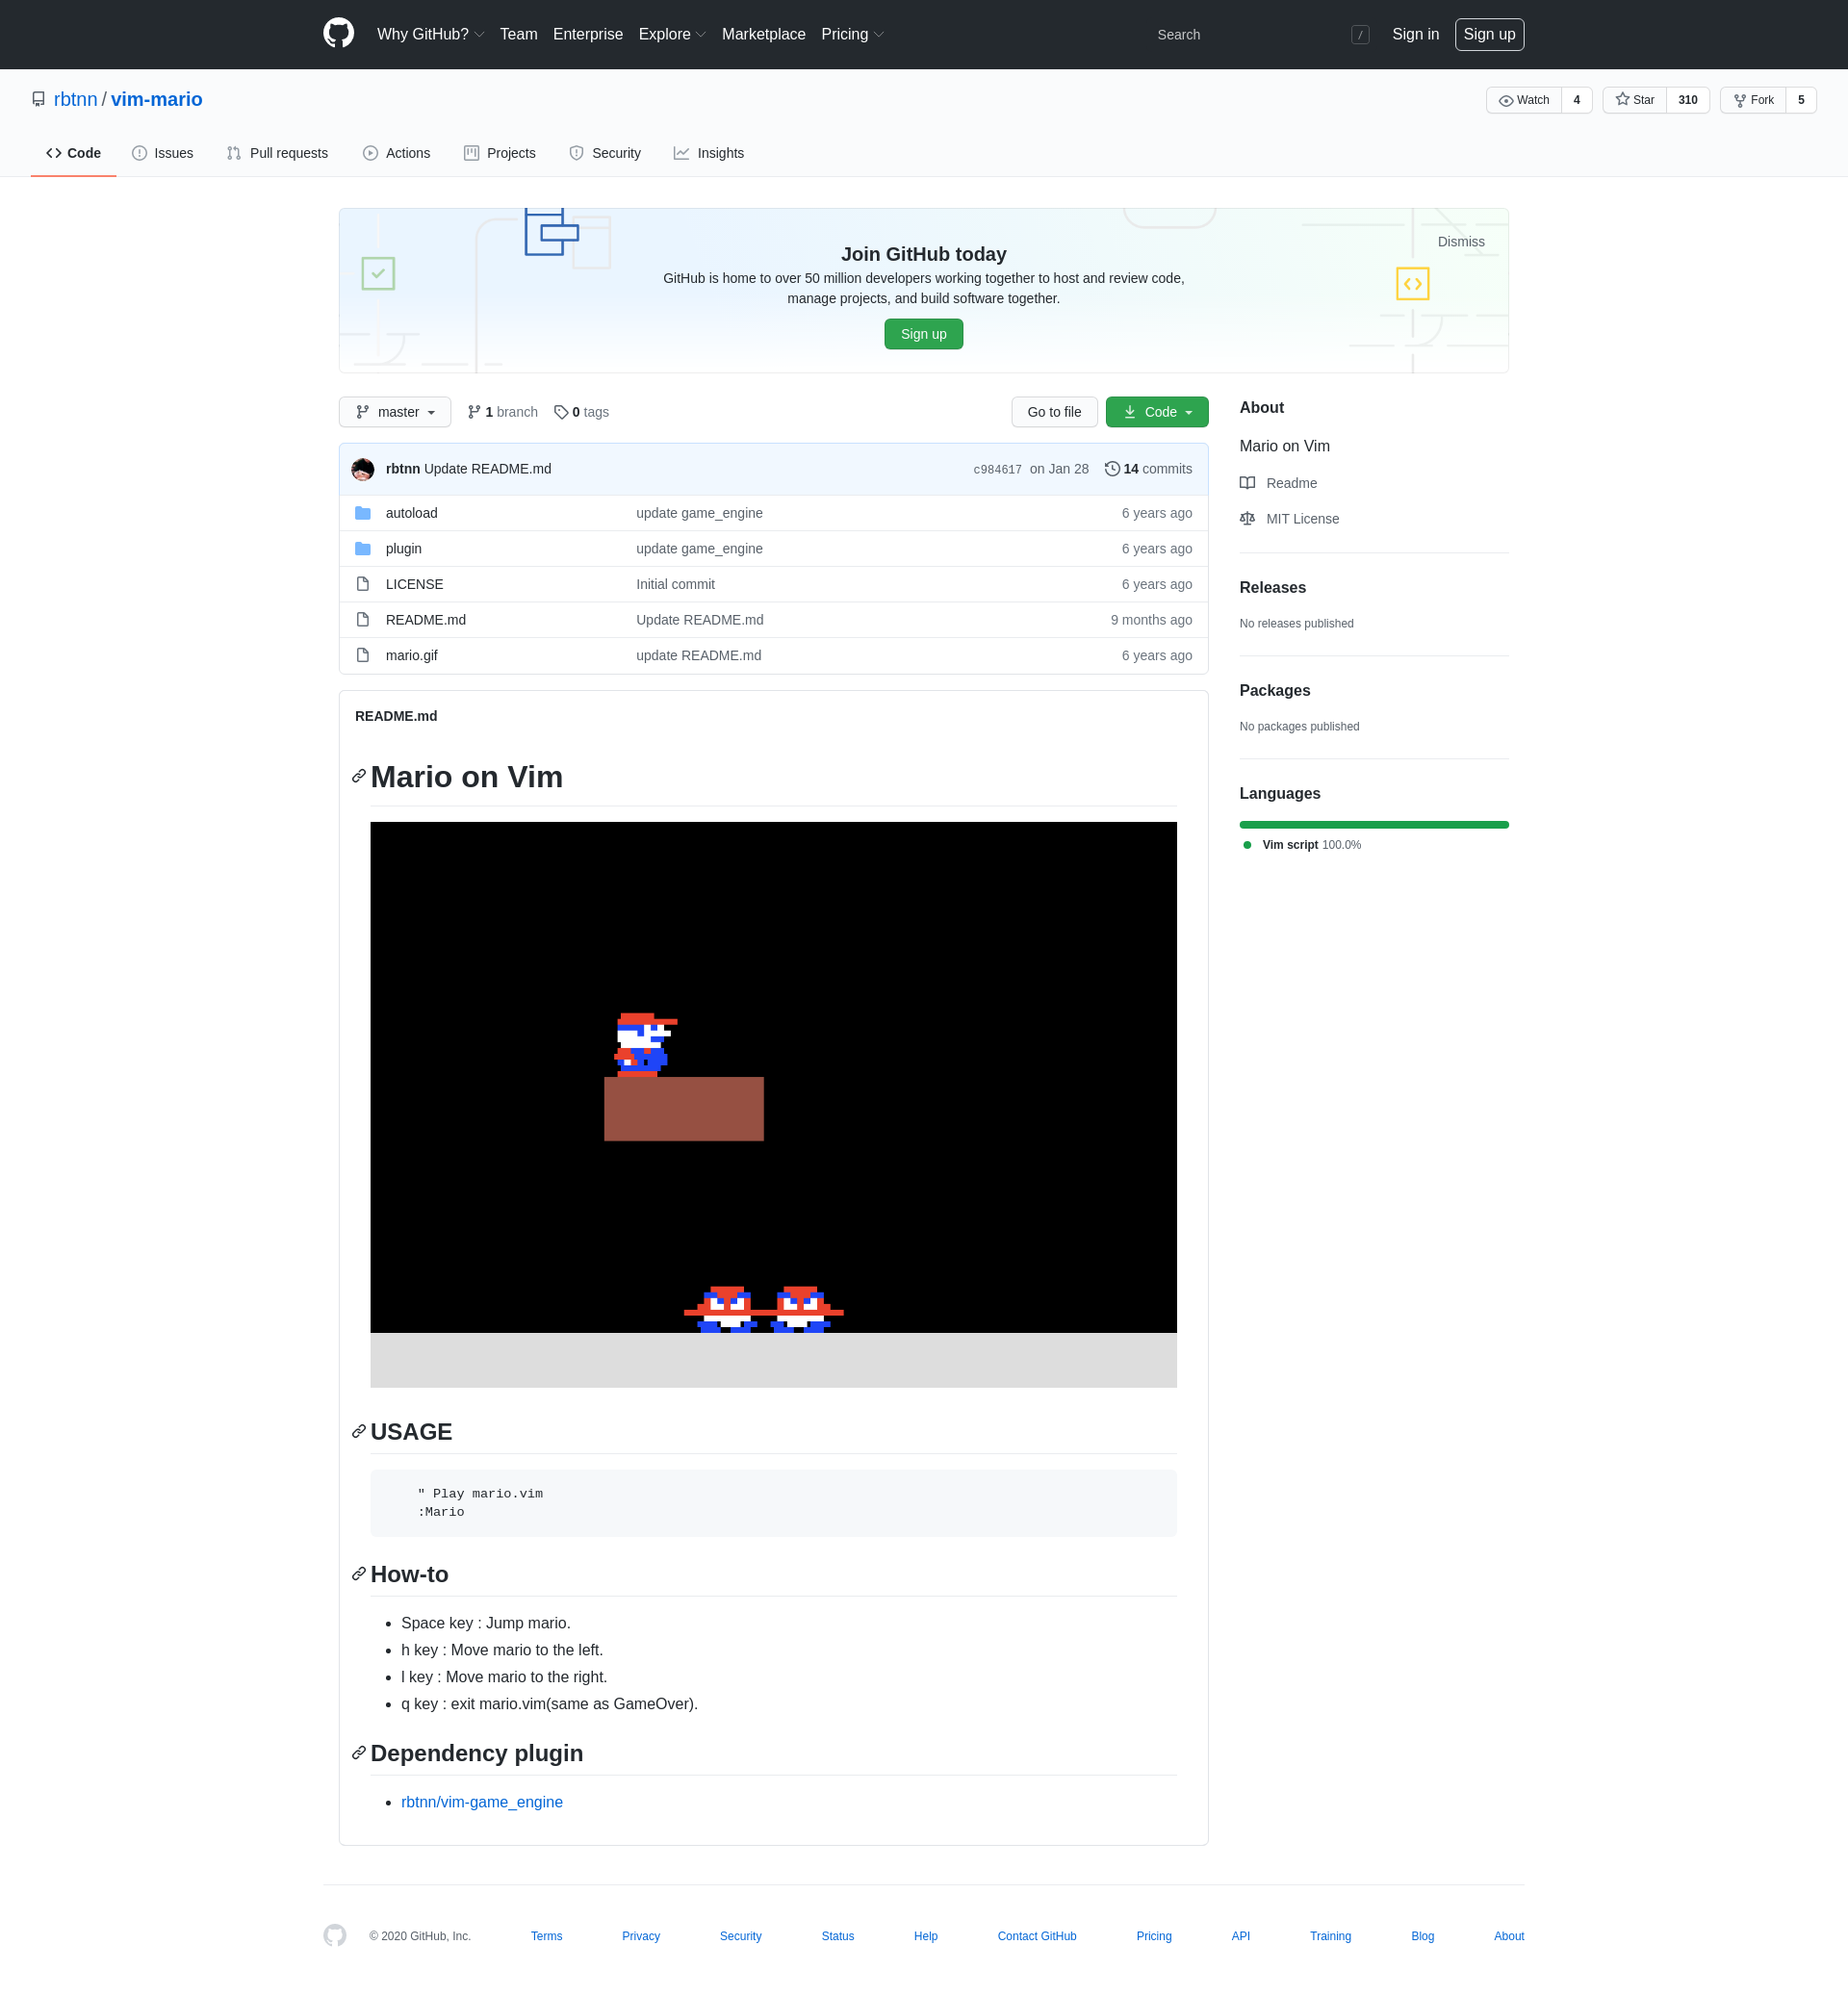 Why GitHub? Team Enterprise Explore Marketplace Pricing Search / Sign in Sign up
rbtnn / vim-mario Watch 4 Star 310 Fork 5
Code Issues Pull requests Actions Projects Security Insights
Join GitHub today
Dismiss
GitHub is home to over 50 million developers working together to host and review code,
manage projects, and build software together.
Sign up
master 1 branch 0 tags Go to file Code
rbtnn Update README.md c984617 on Jan 28 14 commits
autoload update game_engine 6 years ago
plugin update game_engine 6 years ago
LICENSE Initial commit 6 years ago
README.md Update README.md 9 months ago
mario.gif update README.md 6 years ago
README.md
Mario on Vim
USAGE
" Play mario.vim
:Mario
How-to
Space key : Jump mario.
h key : Move mario to the left.
l key : Move mario to the right.
q key : exit mario.vim(same as GameOver).
Dependency plugin
rbtnn/vim-game_engine
About
Mario on Vim
Readme
MIT License
Releases
No releases published
Packages
No packages published
Languages
Vim script 100.0%
© 2020 GitHub, Inc. Terms Privacy Security Status Help Contact GitHub Pricing API Training Blog About